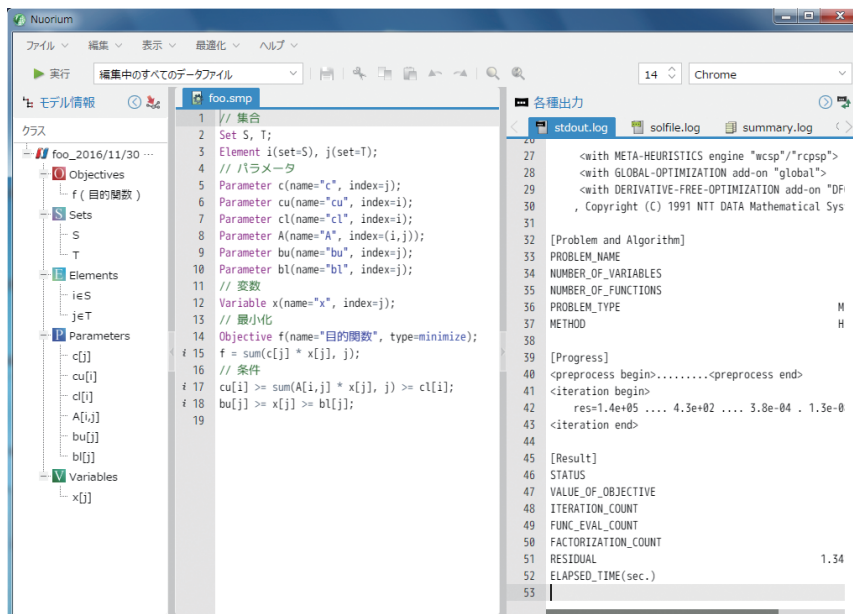 Nuorium
ファイル 編集 表示 最適化 ヘルプ
実行 編集中のすべてのデータファイル 14 Chrome
モデル情報
クラス
foo_2016/11/30 ...
Objectives
f ( 目的関数 )
Sets
S
T
Elements
i∈S
j∈T
Parameters
c[j]
cu[i]
cl[i]
A[i,j]
bu[j]
bl[j]
Variables
x[j]
foo.smp
1 // 集合
2 Set S, T;
3 Element i(set=S), j(set=T);
4 // パラメータ
5 Parameter c(name="c", index=j);
6 Parameter cu(name="cu", index=i);
7 Parameter cl(name="cl", index=i);
8 Parameter A(name="A", index=(i,j));
9 Parameter bu(name="bu", index=j);
10 Parameter bl(name="bl", index=j);
11 // 変数
12 Variable x(name="x", index=j);
13 // 最小化
14 Objective f(name="目的関数", type=minimize);
i 15 f = sum(c[j] * x[j], j);
16 // 条件
i 17 cu[i] >= sum(A[i,j] * x[j], j) >= cl[i];
i 18 bu[j] >= x[j] >= bl[j];
19
各種出力
stdout.log solfile.log summary.log
26
27 <with META-HEURISTICS engine "wcsp"/"rcpsp">
28 <with GLOBAL-OPTIMIZATION add-on "global">
29 <with DERIVATIVE-FREE-OPTIMIZATION add-on "DF
30 , Copyright (C) 1991 NTT DATA Mathematical Sys
31
32 [Problem and Algorithm]
33 PROBLEM_NAME
34 NUMBER_OF_VARIABLES
35 NUMBER_OF_FUNCTIONS
36 PROBLEM_TYPE M
37 METHOD H
38
39 [Progress]
40 <preprocess begin>.........<preprocess end>
41 <iteration begin>
42 res=1.4e+05 .... 4.3e+02 .... 3.8e-04 . 1.3e-0
43 <iteration end>
44
45 [Result]
46 STATUS
47 VALUE_OF_OBJECTIVE
48 ITERATION_COUNT
49 FUNC_EVAL_COUNT
50 FACTORIZATION_COUNT
51 RESIDUAL 1.34
52 ELAPSED_TIME(sec.)
53